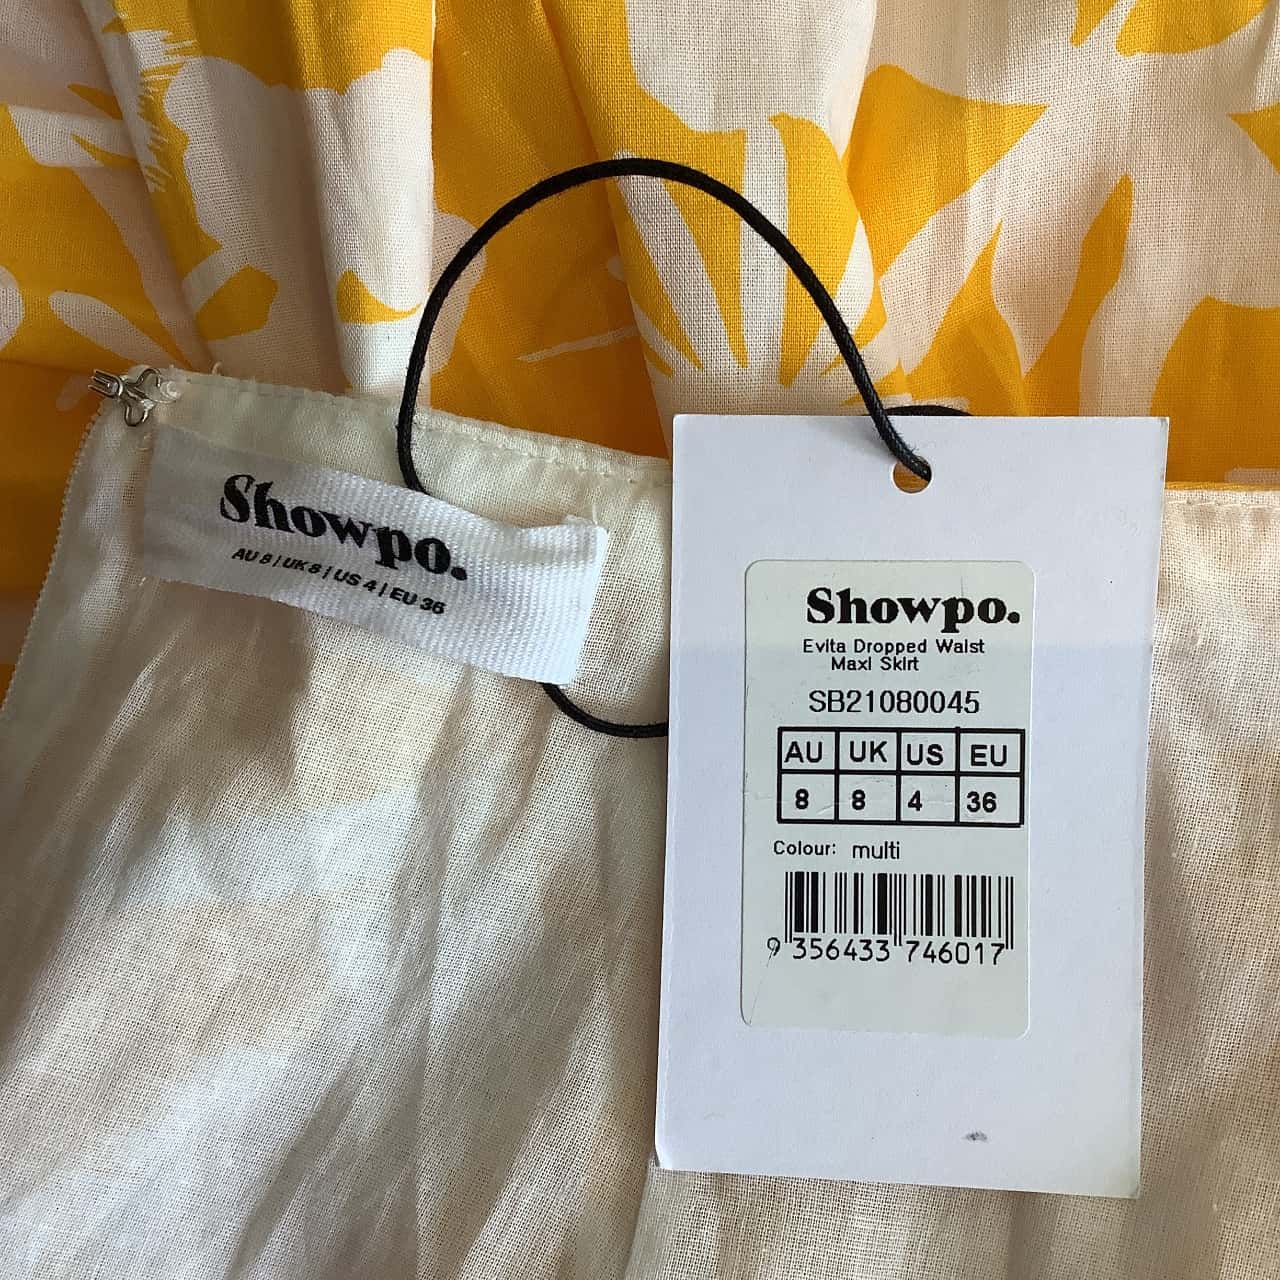 Showpo.
AU 8 | UK 8 | US 4 | EU 36
Showpo.
Evita Dropped Waist
Maxi Skirt
SB21080045
AU UK US EU
8 8 4 36
Colour: multi
9 356433 746017